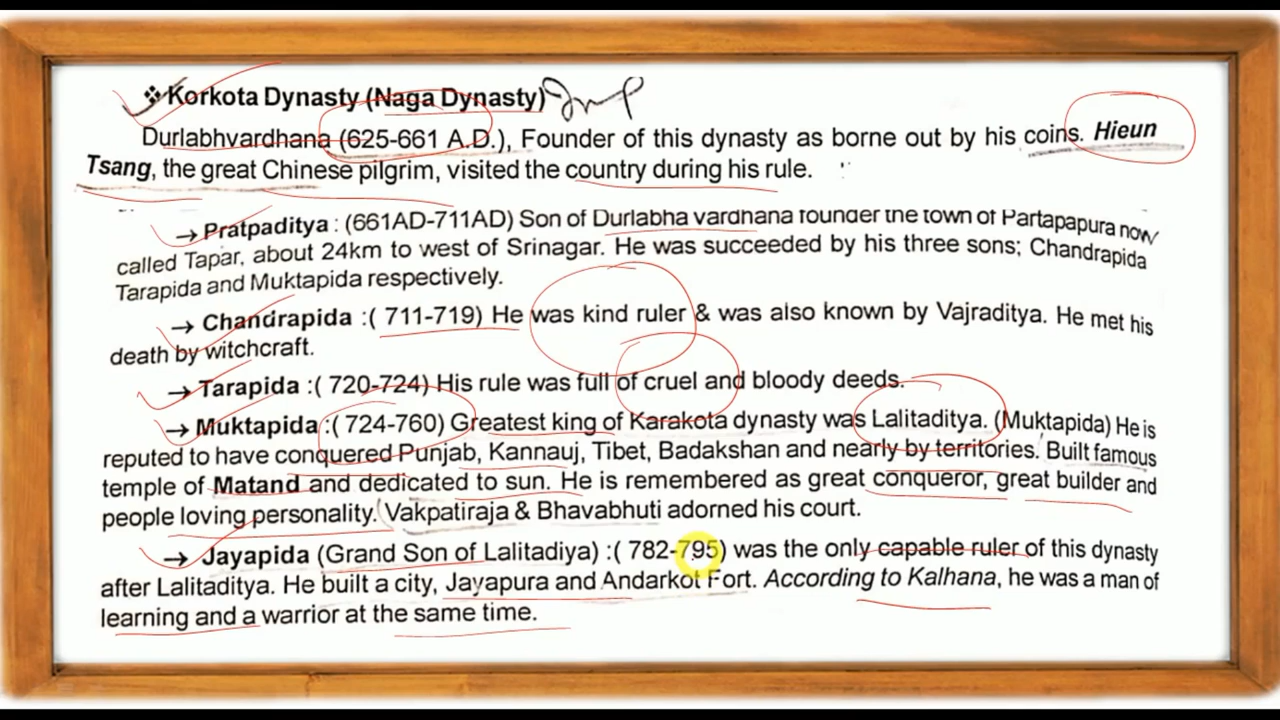 ❖ Korkota Dynasty (Naga Dynasty) Imp
Durlabhvardhana (625-661 A.D.), Founder of this dynasty as borne out by his coins. Hieun
Tsang, the great Chinese pilgrim, visited the country during his rule.
→ Pratpaditya : (661AD-711AD) Son of Durlabha vardhana founder the town of Partapapura now
called Tapar, about 24km to west of Srinagar. He was succeeded by his three sons; Chandrapida
Tarapida and Muktapida respectively.
→ Chandrapida :( 711-719) He was kind ruler & was also known by Vajraditya. He met his
death by witchcraft.
→ Tarapida :( 720-724) His rule was full of cruel and bloody deeds.
→ Muktapida :( 724-760) Greatest king of Karakota dynasty was Lalitaditya. (Muktapida) He is
reputed to have conquered Punjab, Kannauj, Tibet, Badakshan and nearly by territories. Built famous
temple of Matand and dedicated to sun. He is remembered as great conqueror, great builder and
people loving personality. Vakpatiraja & Bhavabhuti adorned his court.
→ Jayapida (Grand Son of Lalitadiya) :( 782-795) was the only capable ruler of this dynasty
after Lalitaditya. He built a city, Jayapura and Andarkot Fort. According to Kalhana, he was a man of
learning and a warrior at the same time.